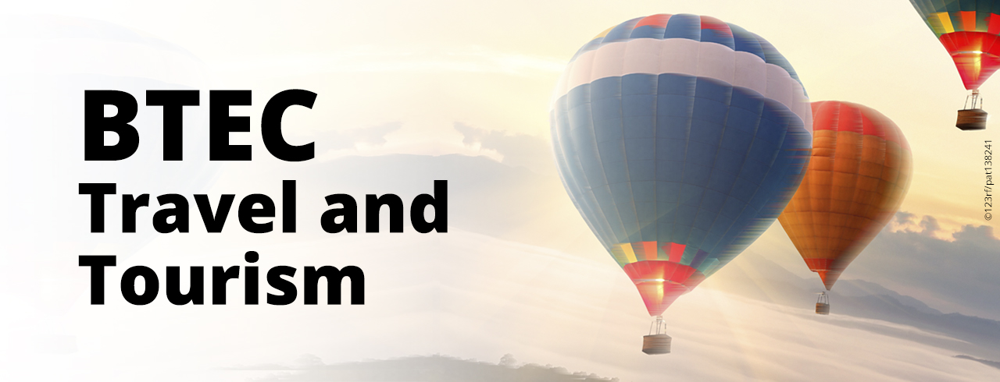 BTEC
Travel and
Tourism
©123rf/pat138241